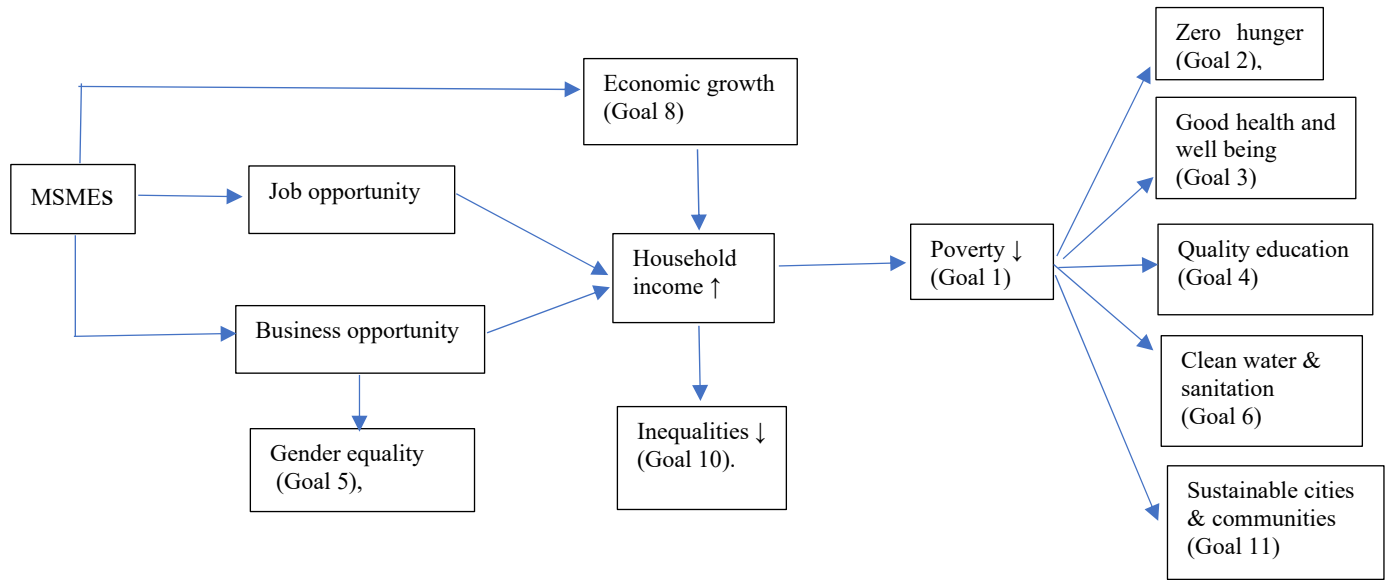 Zero hunger
(Goal 2),
Economic growth
(Goal 8)
Good health and
well being
(Goal 3)
MSMES
Job opportunity
Household
income ↑
Poverty ↓
(Goal 1)
Quality education
(Goal 4)
Business opportunity
Clean water &
sanitation
(Goal 6)
Gender equality
(Goal 5),
Inequalities ↓
(Goal 10).
Sustainable cities
& communities
(Goal 11)